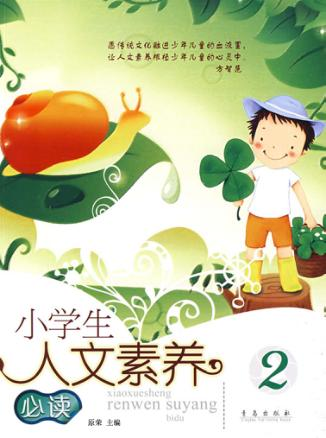 愿传统文化融进少年儿童的血液里,
让人文素养根植少年儿童的心灵中。
方智范
小学生
人文素养
必读
xiaoxuesheng
renwen suyang
bidu
2
原荣 主编
青岛出版社